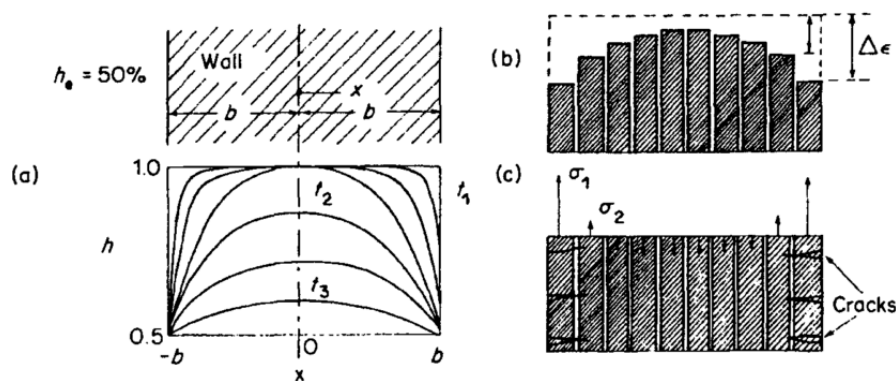 Wall
hₑ = 50%
x
b
b
(a)
1.0
h
0.5
t₁
t₂
t₃
-b
0
b
x
(b)
Δϵ
(c)
σ₁
σ₂
Cracks